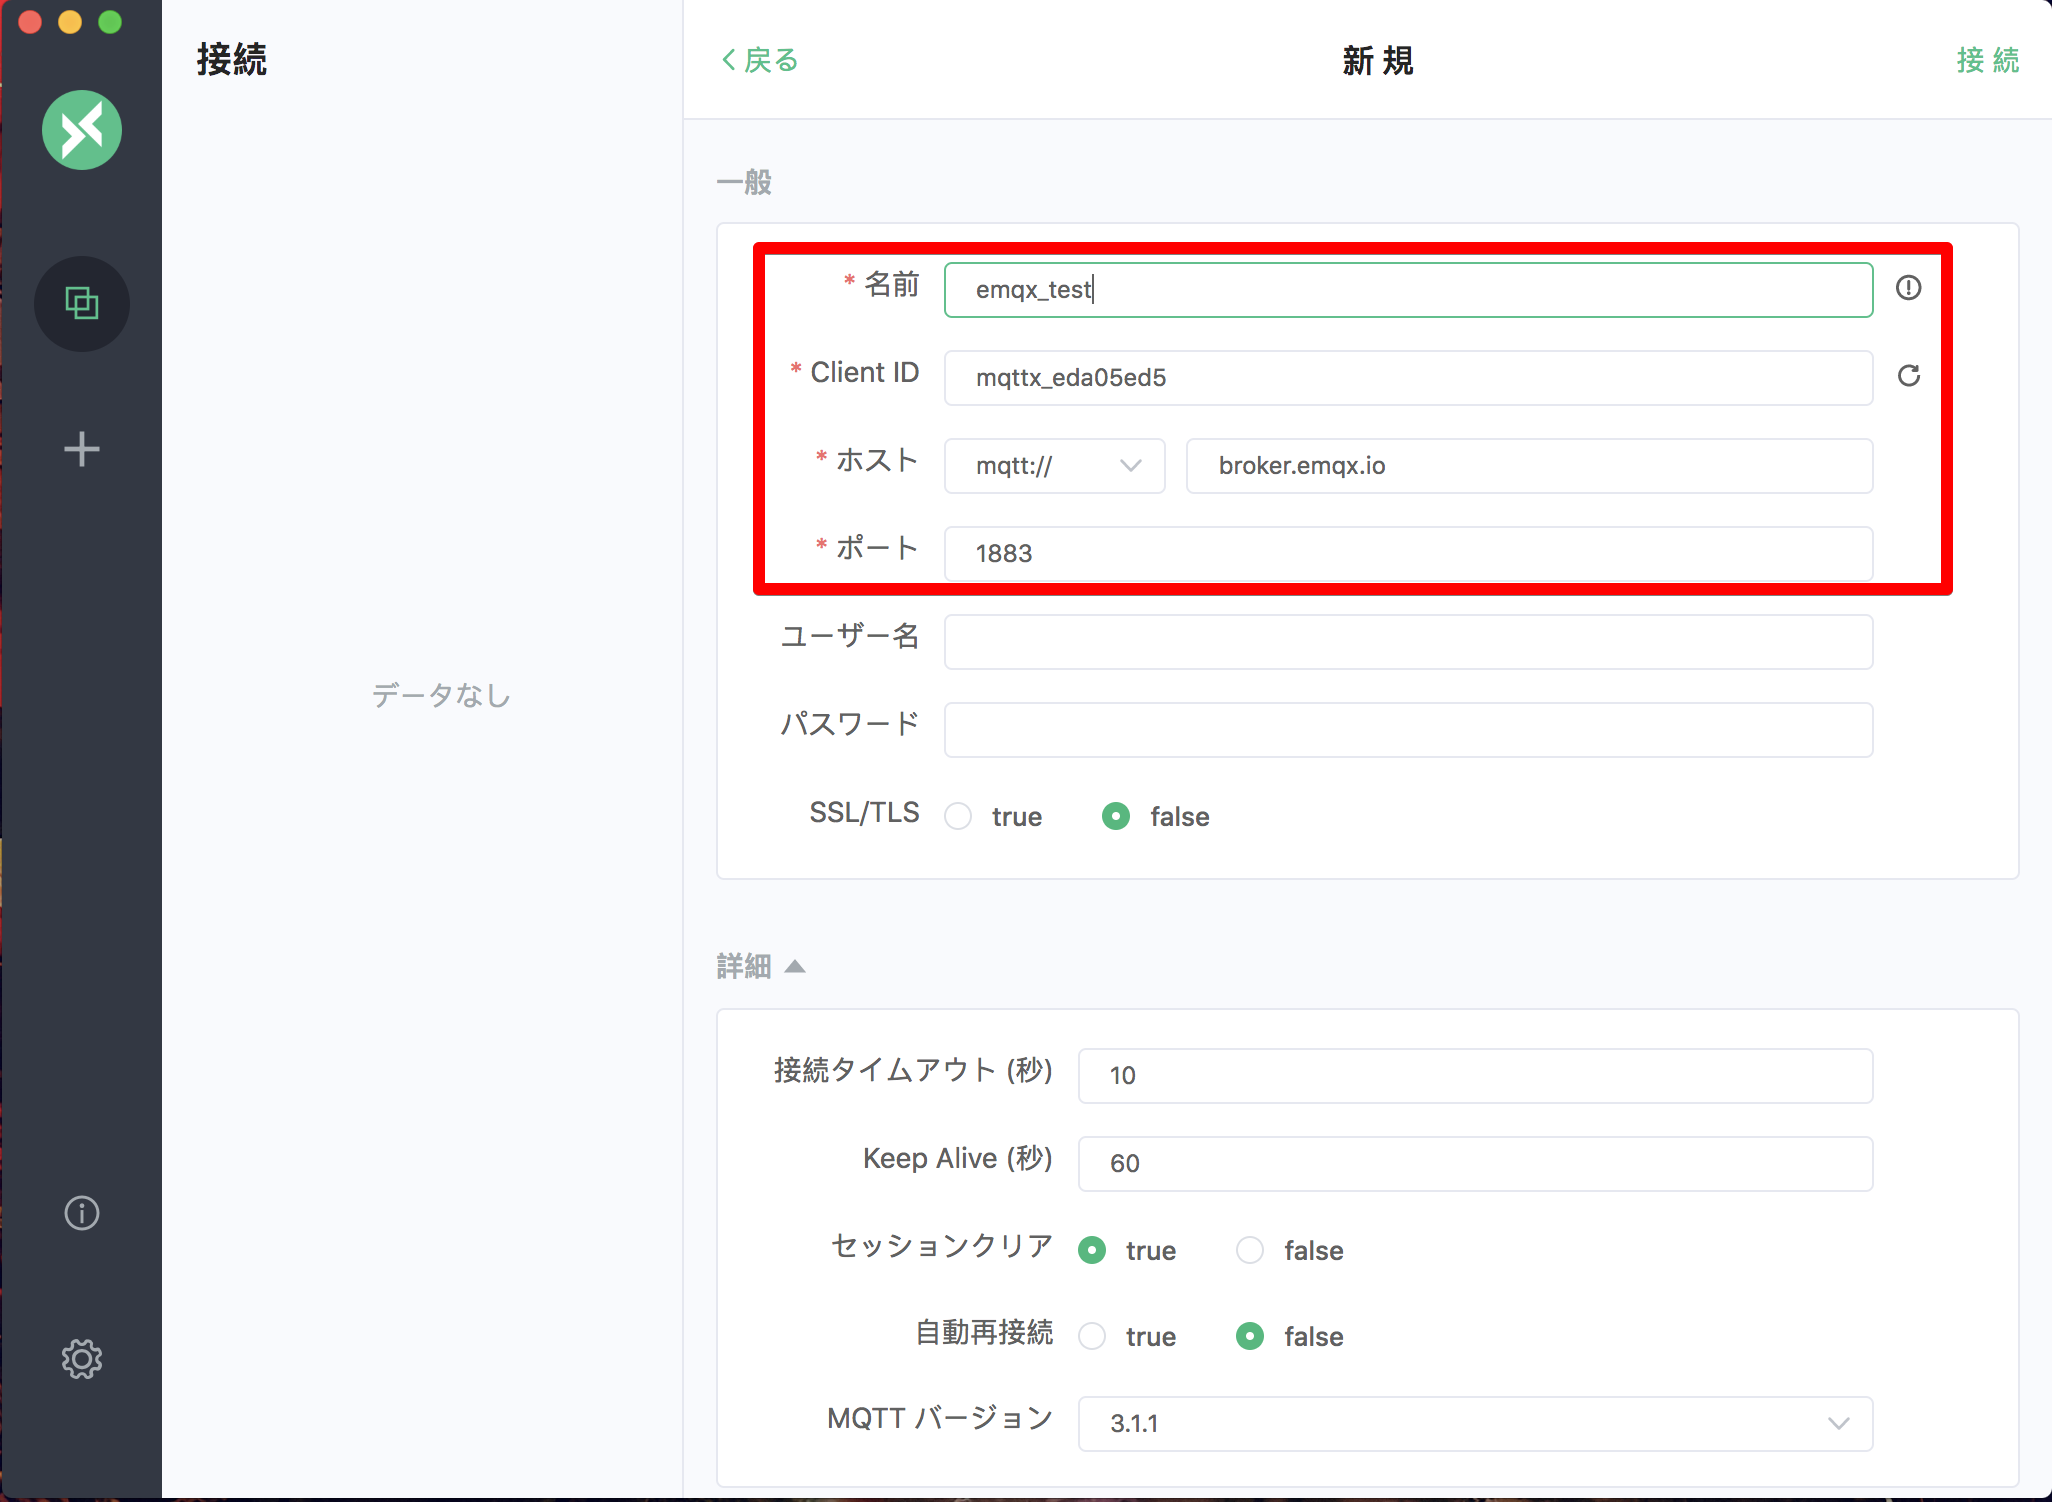 接続
データなし
戻る
新規
接続
一般
* 名前 emqx_test
* Client ID mqttx_eda05ed5
* ホスト mqtt:// broker.emqx.io
* ポート 1883
ユーザー名
パスワード
SSL/TLS true false
詳細
接続タイムアウト (秒) 10
Keep Alive (秒) 60
セッションクリア true false
自動再接続 true false
MQTT バージョン 3.1.1